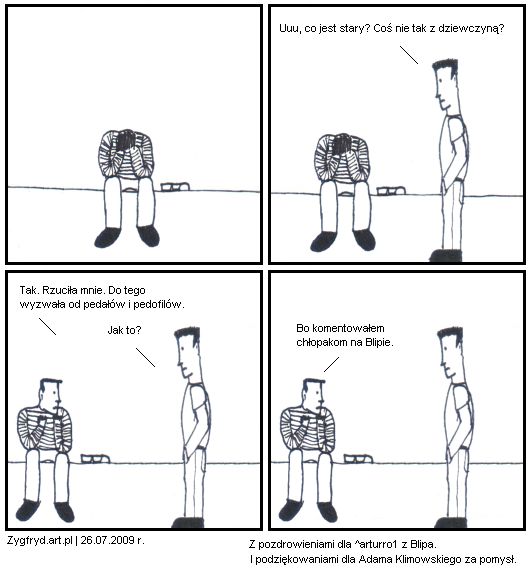 Uuu, co jest stary? Coś nie tak z dziewczyną?
Tak. Rzuciła mnie. Do tego
wyzwała od pedałów i pedofilów.
Jak to?
Bo komentowałem
chłopakom na Blipie.
Zygfryd.art.pl | 26.07.2009 r.
Z pozdrowieniami dla ^arturro1 z Blipa.
I podziękowaniami dla Adama Klimowskiego za pomysł.